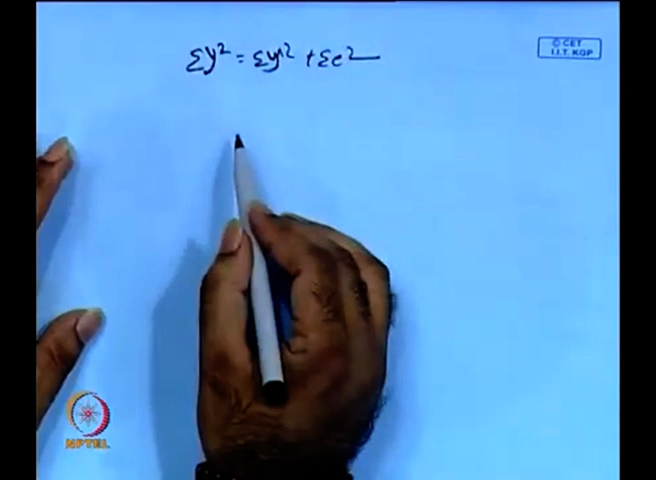 Σy² = Σŷ² + Σe²
© CET
I.I.T. KGP
NPTEL